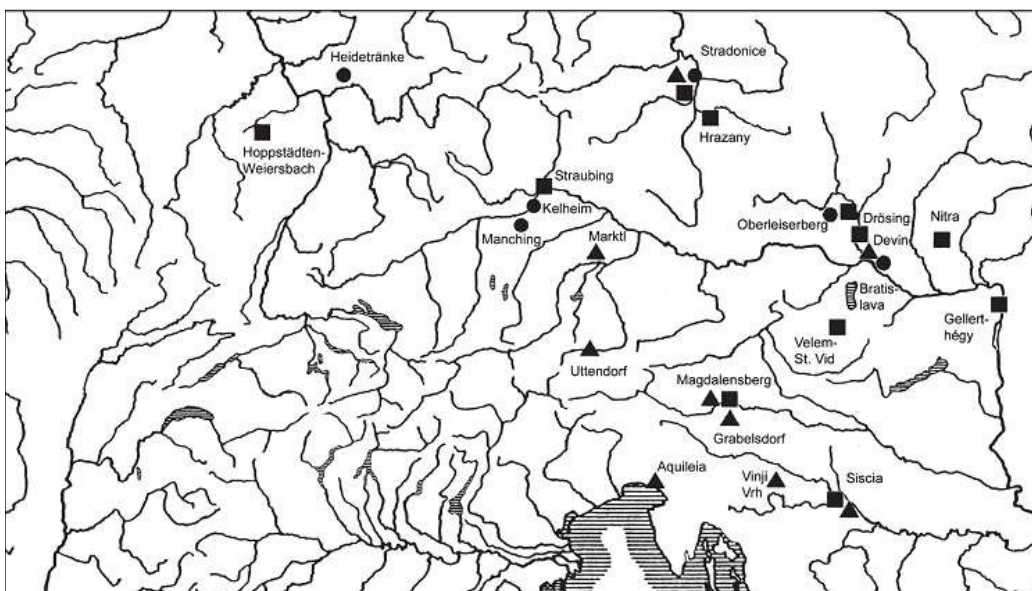 Heidetränke
Stradonice
Hrazany
Hoppstädten-
Weiersbach
Straubing
Kelheim
Manching
Marktl
Oberleiserberg
Drösing
Devin
Nitra
Bratis-
lava
Gellert-
hégy
Velem-
St. Vid
Uttendorf
Magdalensberg
Grabelsdorf
Aquileia
Vinji
Vrh
Siscia